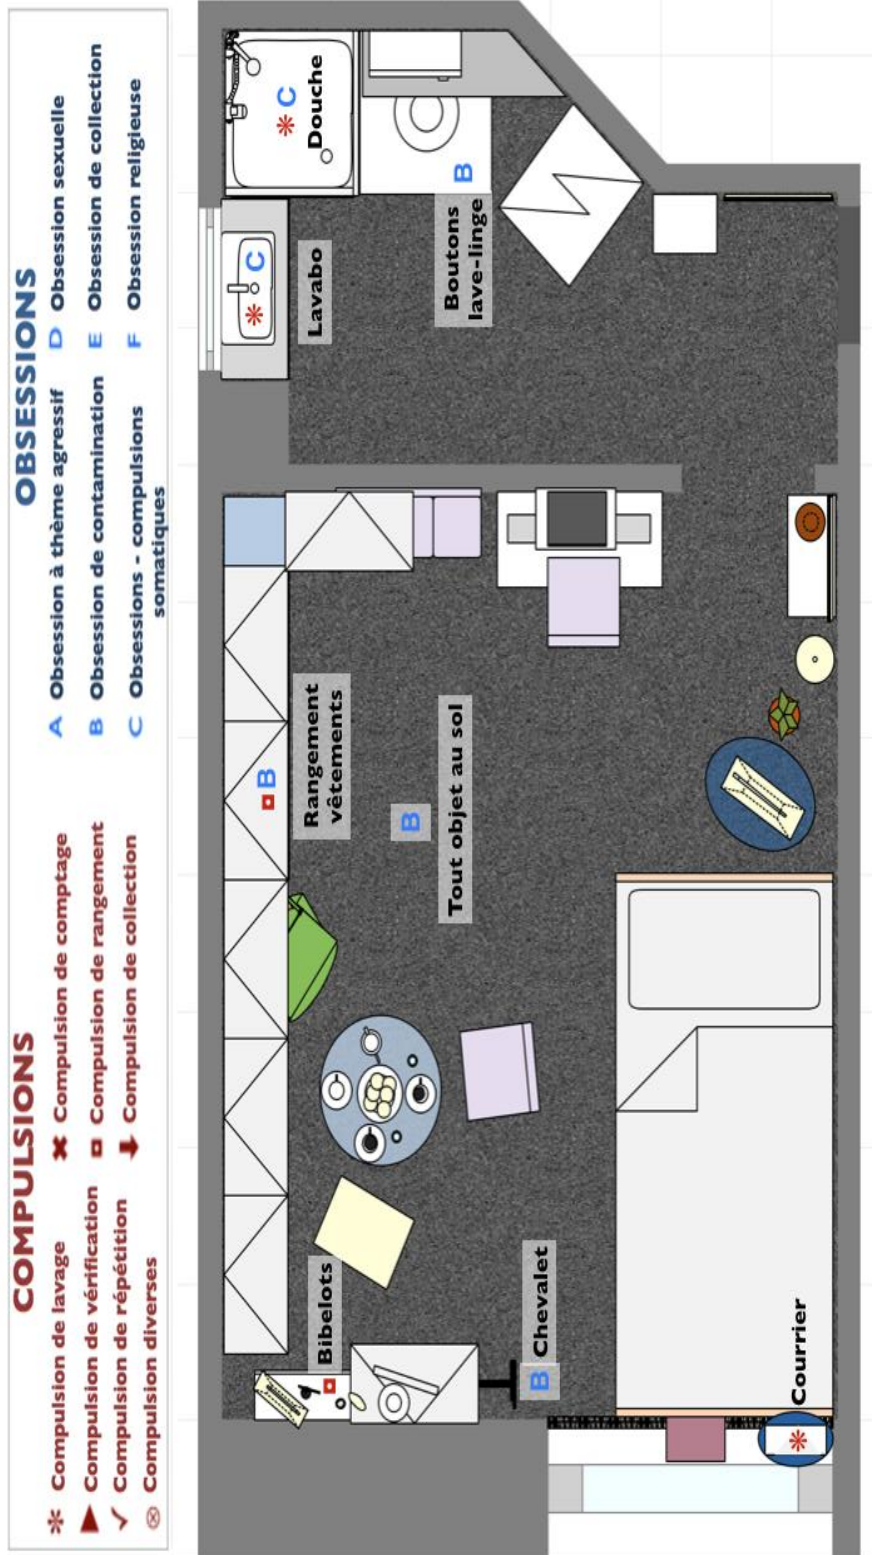 COMPULSIONS
Compulsion de lavage
Compulsion de vérification
Compulsion de répétition
Compulsion diverses
Compulsion de comptage
Compulsion de rangement
Compulsion de collection
OBSESSIONS
A Obsession à thème agressif
B Obsession de contamination
C Obsessions - compulsions
somatiques
D Obsession sexuelle
E Obsession de collection
F Obsession religieuse
Bibelots
B Chevalet
Courrier
B
Rangement
vêtements
B
Tout objet au sol
C
Lavabo
B
Boutons
lave-linge
C
Douche